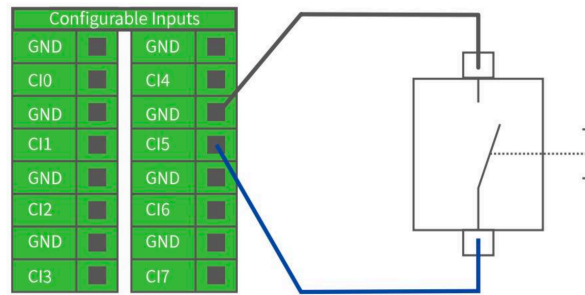 Configurable Inputs
GND GND
CI0 CI4
GND GND
CI1 CI5
GND GND
CI2 CI6
GND GND
CI3 CI7